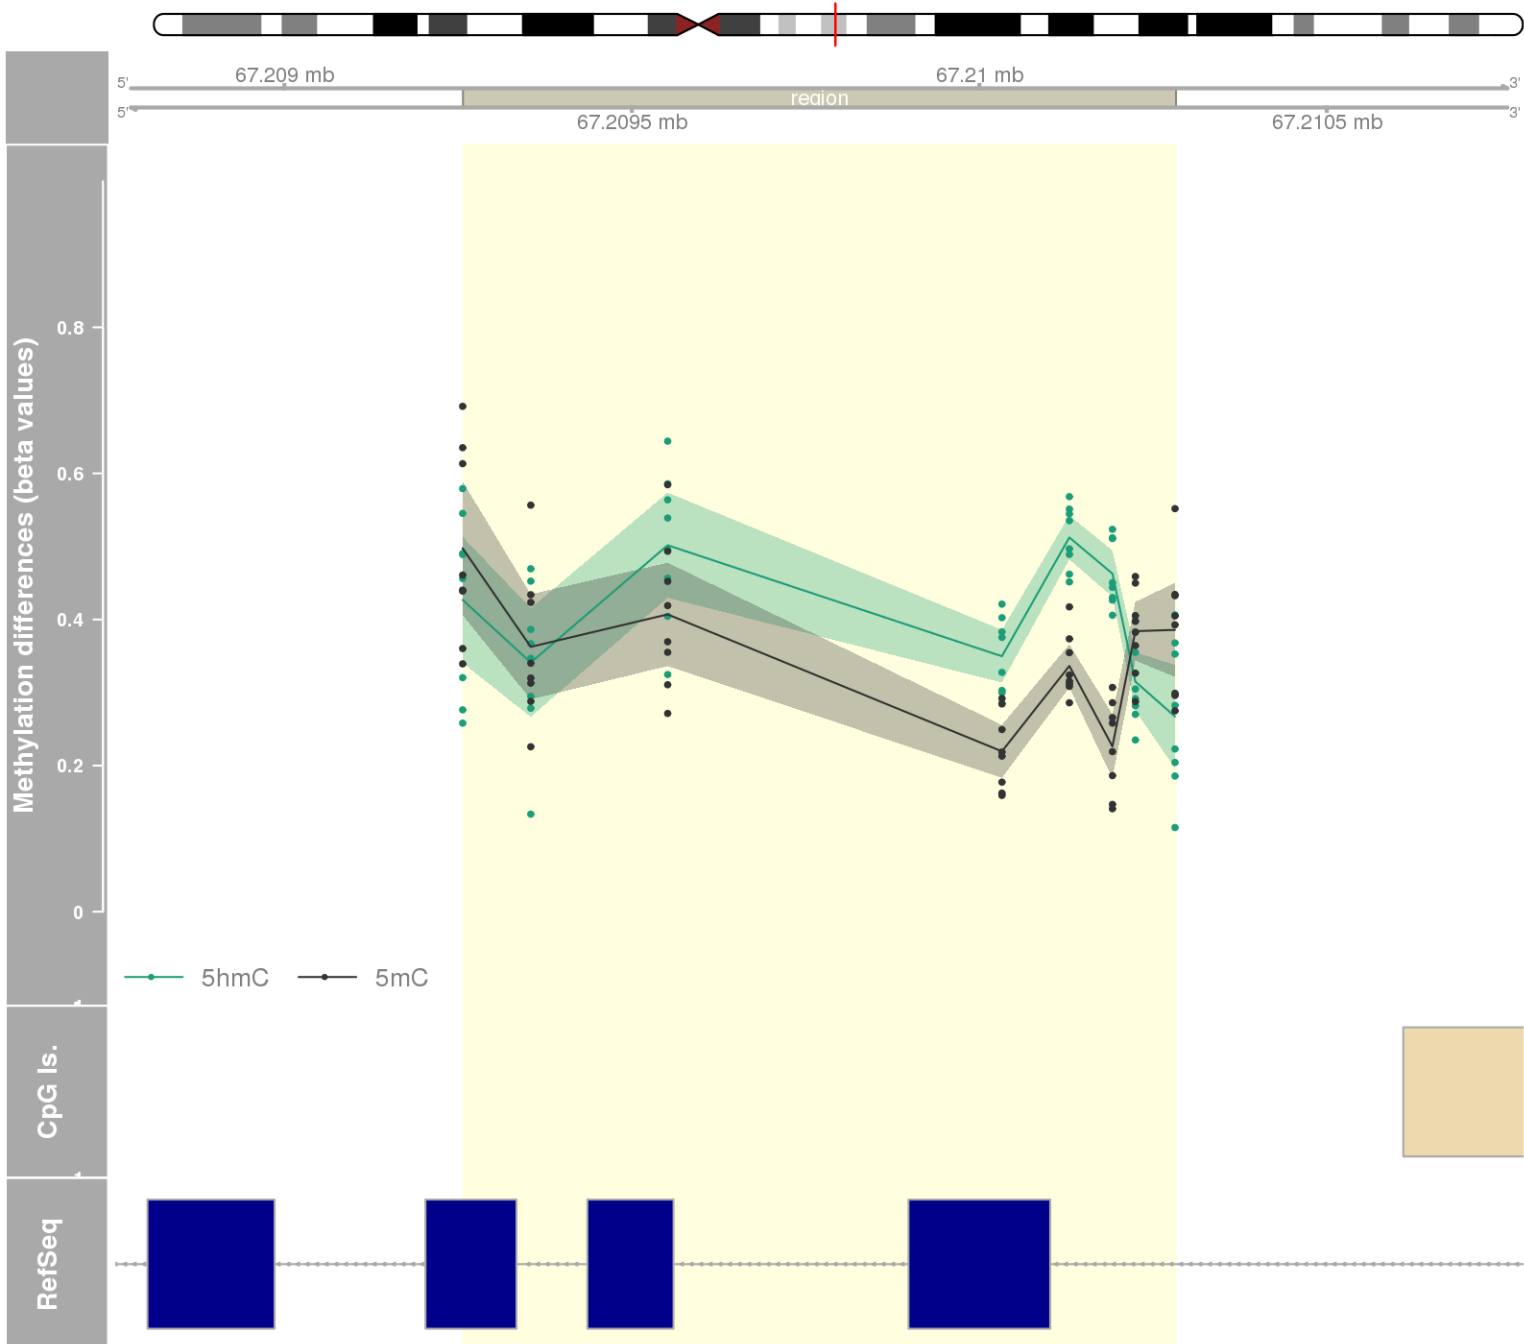 67.209 mb
67.21 mb
5'
3'
region
5'
3'
67.2095 mb
67.2105 mb
Methylation differences (beta values)
0.8
0.6
0.4
0.2
0
5hmC
5mC
CpG Is.
RefSeq